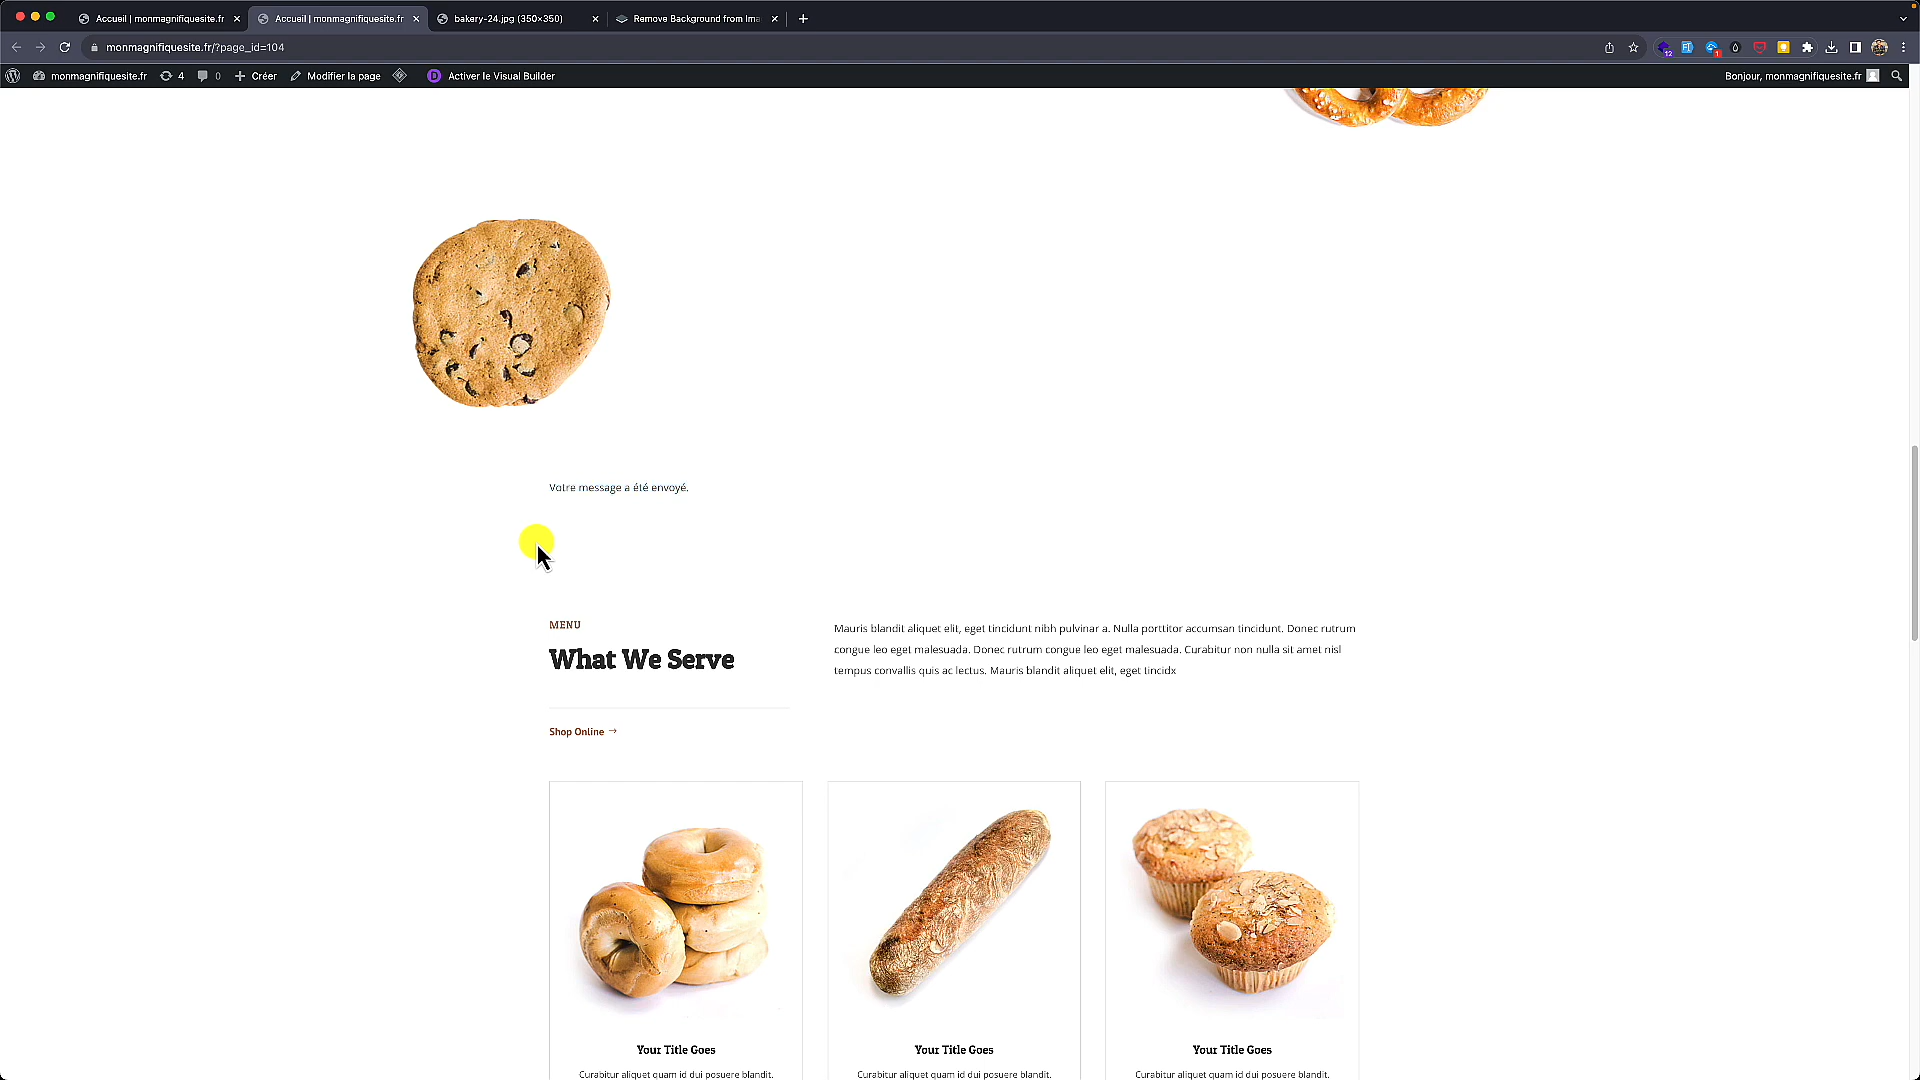 Accueil | monmagnifiquesite.fr
Accueil | monmagnifiquesite.fr
bakery-24.jpg (350×350)
Remove Background from Ima
monmagnifiquesite.fr/?page_id=104
12
1
monmagnifiquesite.fr
4
0
Créer
Modifier la page
D
Activer le Visual Builder
Bonjour, monmagnifiquesite.fr
Votre message a été envoyé.
MENU
What We Serve
Shop Online →
Mauris blandit aliquet elit, eget tincidunt nibh pulvinar a. Nulla porttitor accumsan tincidunt. Donec rutrum
congue leo eget malesuada. Donec rutrum congue leo eget malesuada. Curabitur non nulla sit amet nisl
tempus convallis quis ac lectus. Mauris blandit aliquet elit, eget tincidx
Your Title Goes
Curabitur aliquet quam id dui posuere blandit.
Your Title Goes
Curabitur aliquet quam id dui posuere blandit.
Your Title Goes
Curabitur aliquet quam id dui posuere blandit.